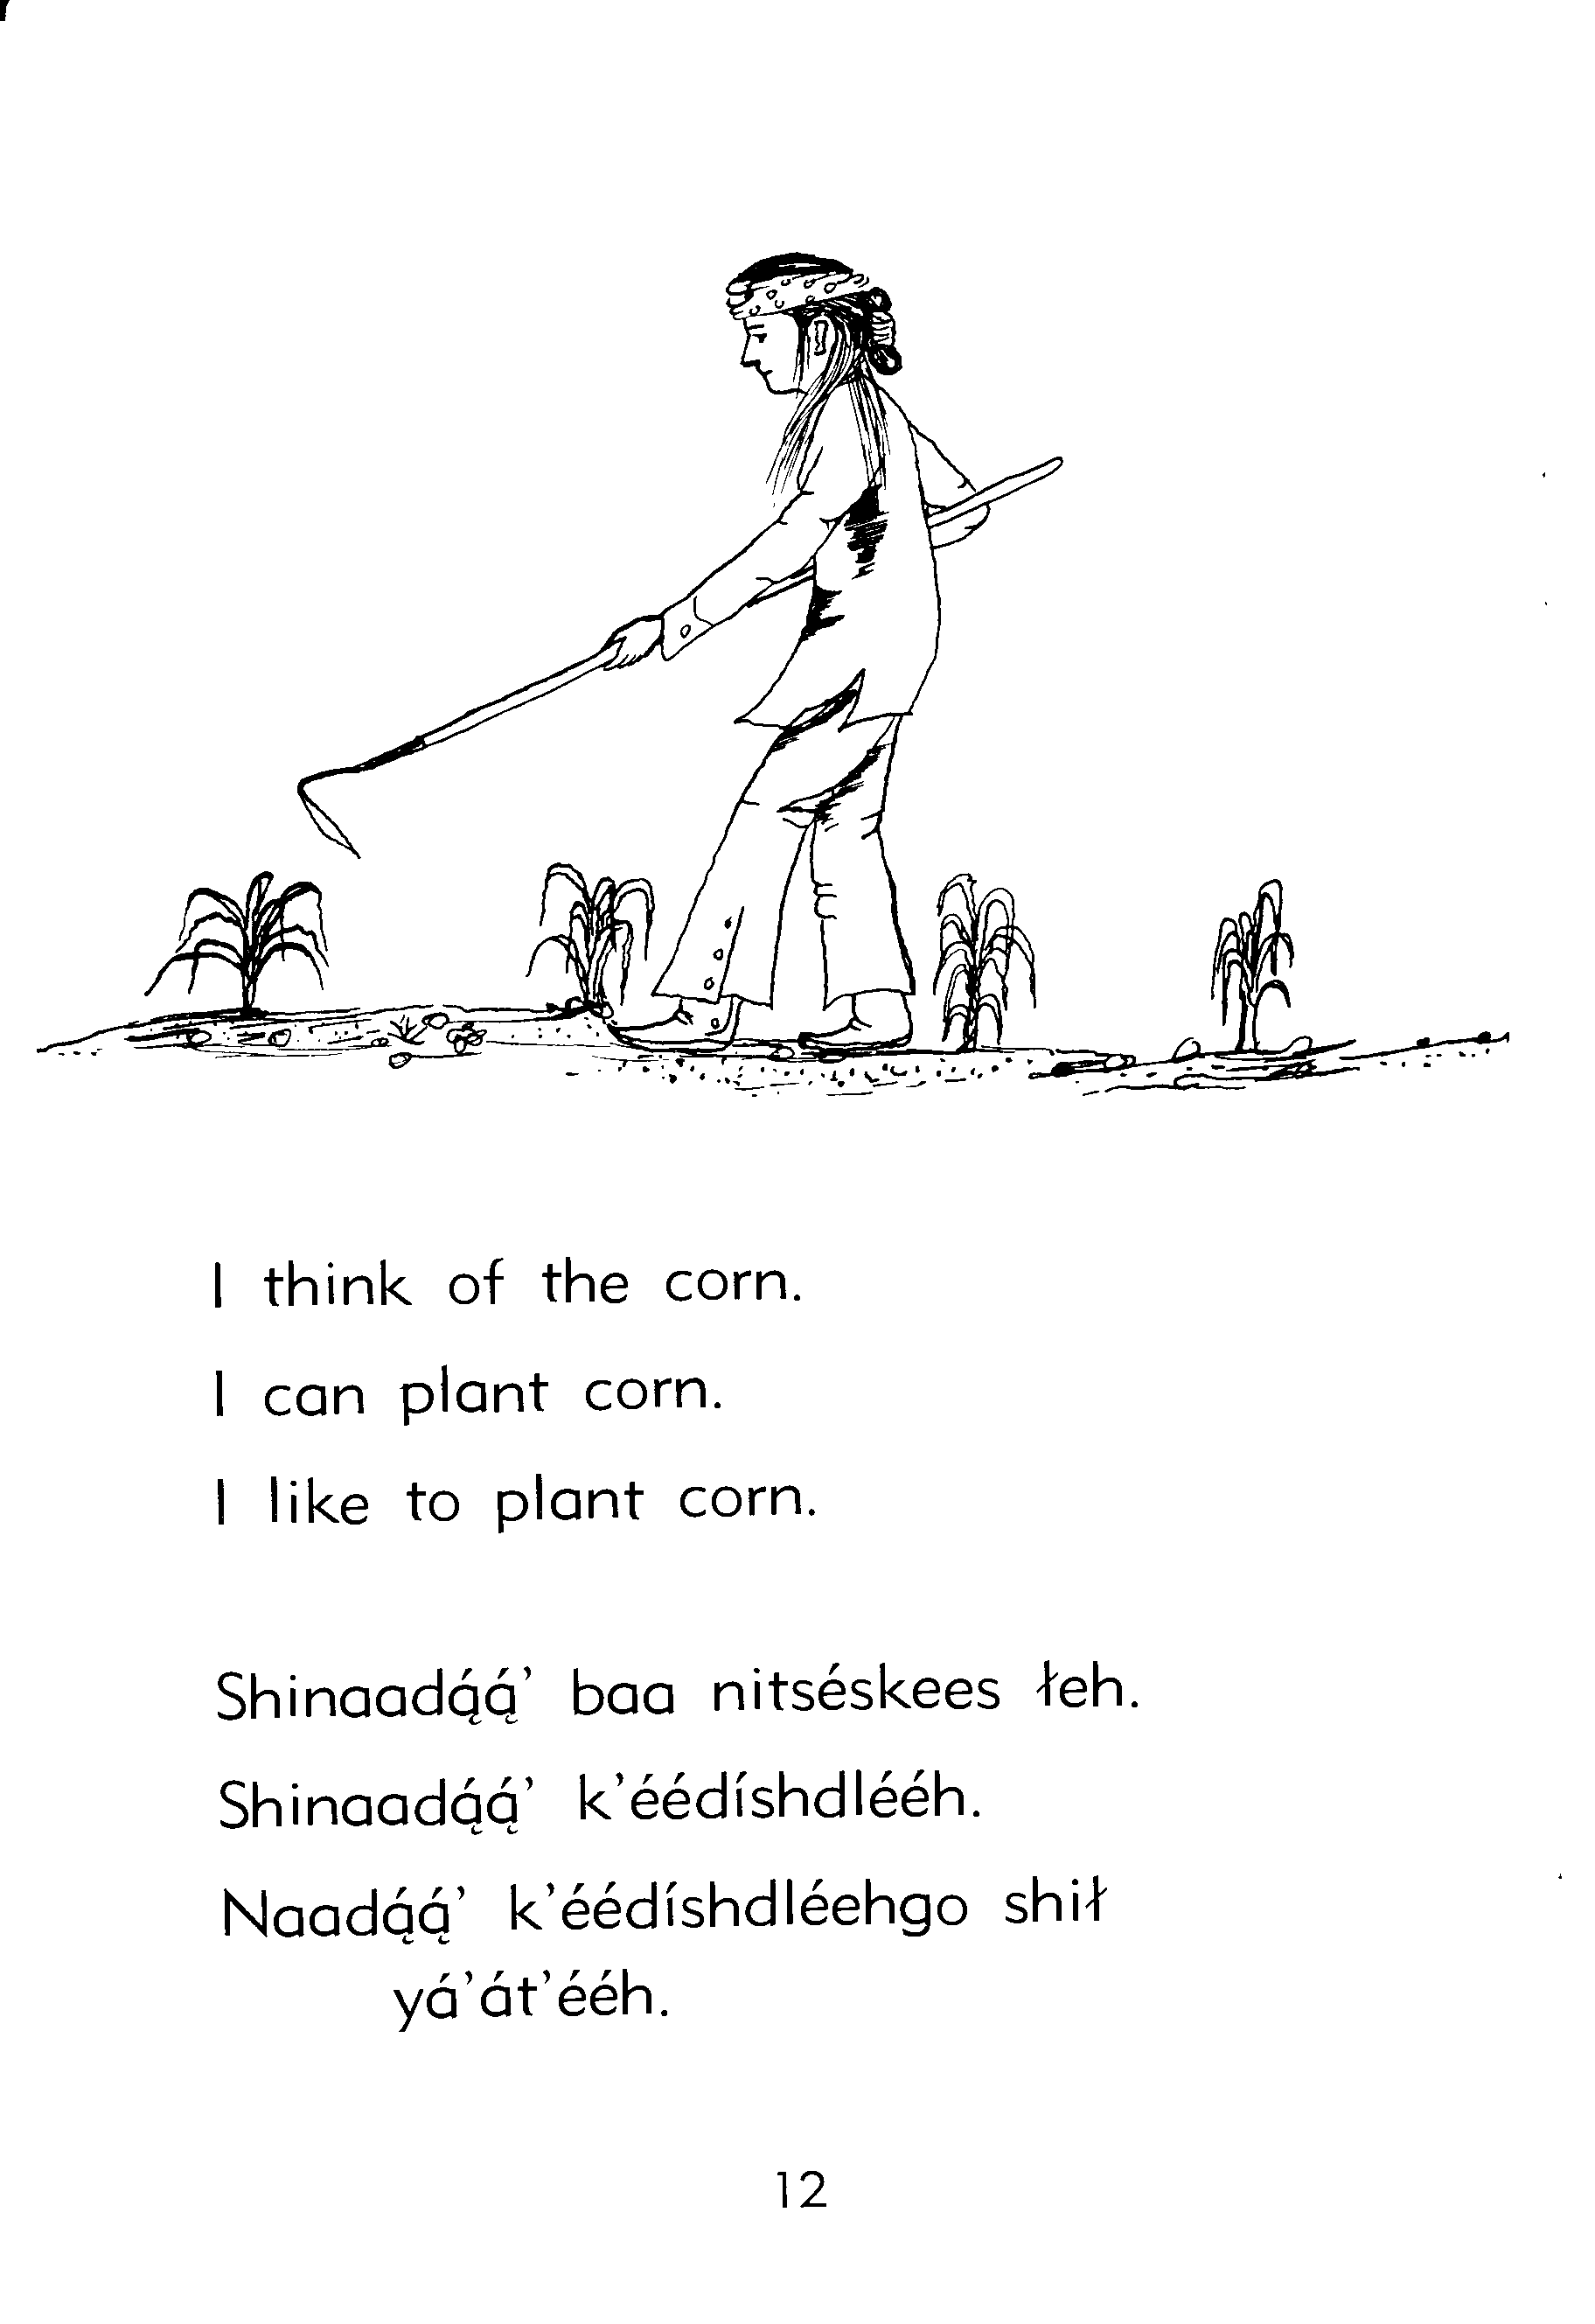 I think of the corn.
I can plant corn.
I like to plant corn.
Shinaadą́ą́’ baa nitséskees łeh.
Shinaadą́ą́’ k’éédíshdlééh.
Naadą́ą́’ k’éédíshdléehgo shił
yá’át’ééh.
12